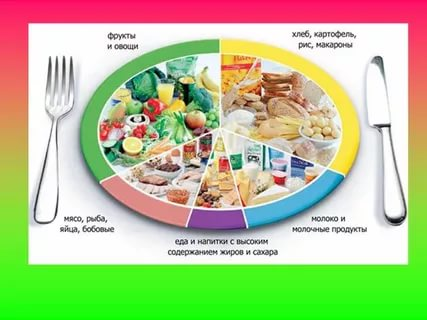 фрукты
и овощи
хлеб, картофель,
рис, макароны
мясо, рыба,
яйца, бобовые
еда и напитки с высоким
содержанием жиров и сахара
молоко и
молочные продукты